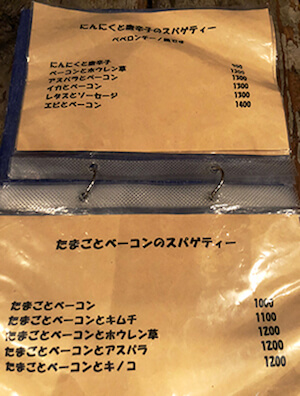 にんにくと唐辛子のスパゲティー
ペペロンチーノ
にんにくと唐辛子
ベーコンとホウレン草 1200
アスパラとベーコン 1300
イカとベーコン 1300
レタスとソーセージ 1300
エビとベーコン 1400
たまごとベーコンのスパゲティー
たまごとベーコン 1000
たまごとベーコンとキムチ 1100
たまごとベーコンとホウレン草 1200
たまごとベーコンとアスパラ 1200
たまごとベーコンとキノコ 1200